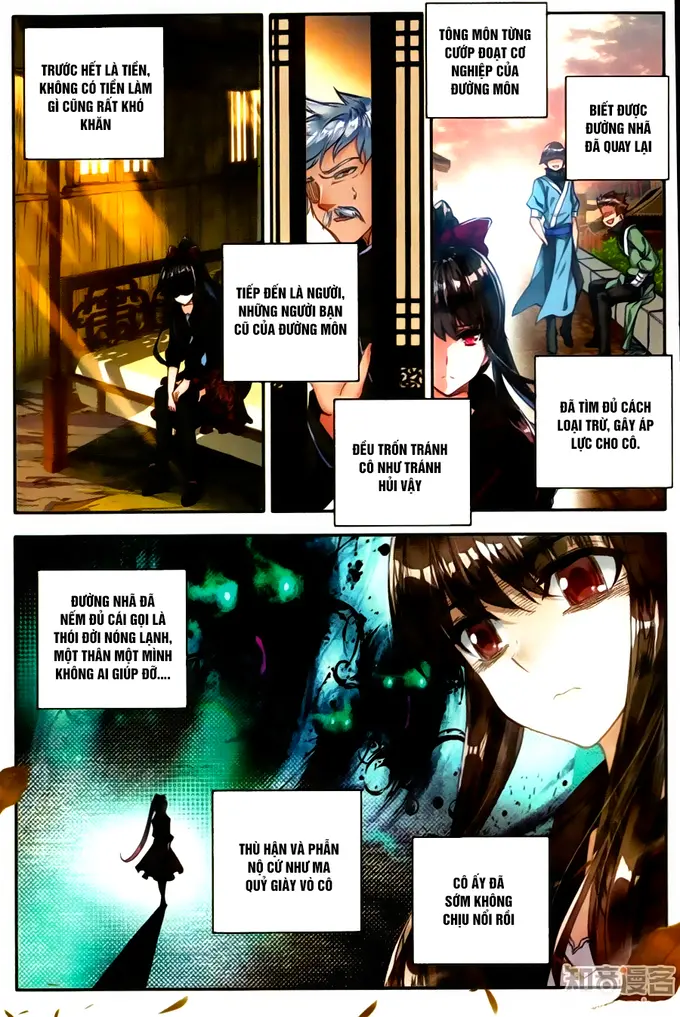 TRƯỚC HẾT LÀ TIỀN,
KHÔNG CÓ TIỀN LÀM
GÌ CŨNG RẤT KHÓ
KHĂN
TIẾP ĐẾN LÀ NGƯỜI,
NHỮNG NGƯỜI BẠN
CŨ CỦA ĐƯỜNG MÔN
ĐỀU TRỐN TRÁNH
CÔ NHƯ TRÁNH
HỦI VẬY
TÔNG MÔN TỪNG
CƯỚP ĐOẠT CƠ
NGHIỆP CỦA
ĐƯỜNG MÔN
BIẾT ĐƯỢC
ĐƯỜNG NHÃ
ĐÃ QUAY LẠI
ĐÃ TÌM ĐỦ CÁCH
LOẠI TRỪ, GÂY ÁP
LỰC CHO CÔ.
ĐƯỜNG NHÃ ĐÃ
NẾM ĐỦ CÁI GỌI LÀ
THÓI ĐỜI NÓNG LẠNH,
MỘT THÂN MỘT MÌNH
KHÔNG AI GIÚP ĐỠ....
THÙ HẬN VÀ PHẪN
NỘ CỨ NHƯ MA
QUỶ GIÀY VÒ CÔ
CÔ ẤY ĐÃ
SỚM KHÔNG
CHỊU NỔI RỒI
知音漫客